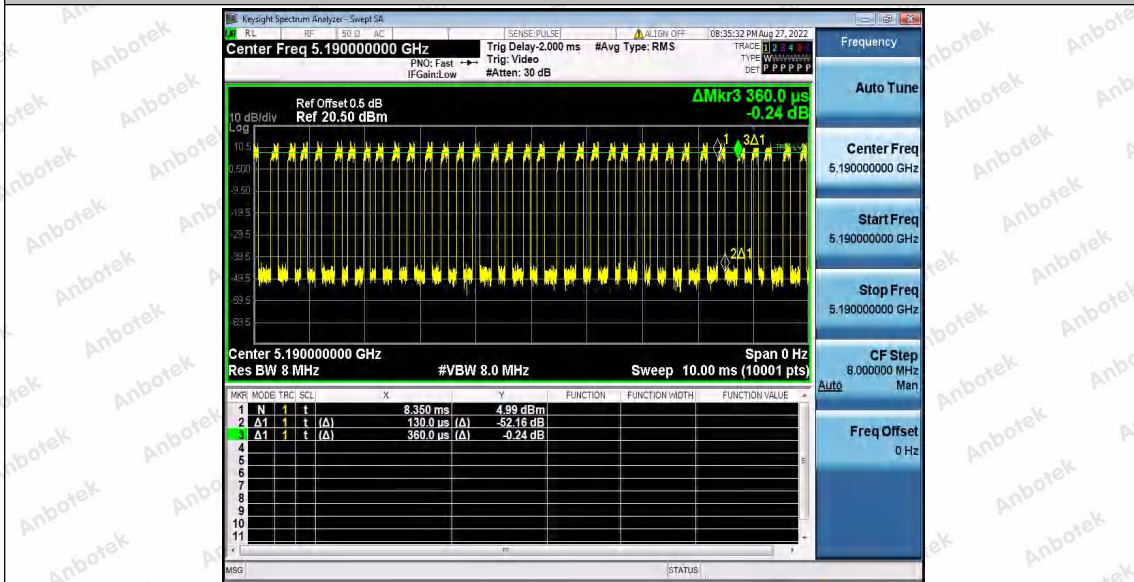 Keysight Spectrum Analyzer - Swept SA
RL RF 50 Ω AC SENSE:PULSE ALIGN OFF 08:35:32 PM Aug 27, 2022
Center Freq 5.190000000 GHz
PNO: Fast
IFGain:Low
Trig Delay-2.000 ms
Trig: Video
#Atten: 30 dB
#Avg Type: RMS
TRACE 1 2 3 4 5 6
TYPE WWWWWW
DET P P P P P P
Frequency
Auto Tune
Center Freq
5.190000000 GHz
Start Freq
5.190000000 GHz
Stop Freq
5.190000000 GHz
CF Step
8.000000 MHz
Auto Man
Freq Offset
0 Hz
ΔMkr3 360.0 µs
-0.24 dB
Ref Offset 0.5 dB
10 dB/div Ref 20.50 dBm
Log
10.5
0.500
-9.50
-19.5
-29.5
-39.5
-49.5
-59.5
-69.5
1
3Δ1
2Δ1
Center 5.190000000 GHz Span 0 Hz
Res BW 8 MHz #VBW 8.0 MHz Sweep 10.00 ms (10001 pts)
MKR MODE TRC SCL X Y FUNCTION FUNCTION WIDTH FUNCTION VALUE
1 N 1 t 8.350 ms 4.99 dBm
2 Δ1 1 t (Δ) 130.0 µs (Δ) -52.16 dB
3 Δ1 1 t (Δ) 360.0 µs (Δ) -0.24 dB
4
5
6
7
8
9
10
11
MSG STATUS
Anbotek